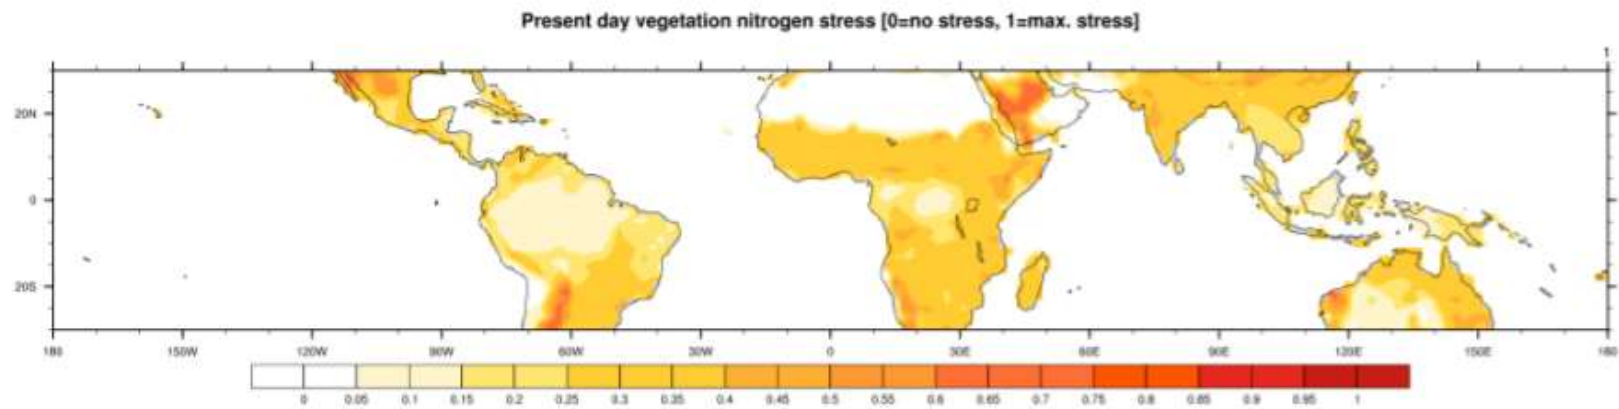 Present day vegetation nitrogen stress [0=no stress, 1=max. stress]
1
20N
0
20S
180 150W 120W 90W 60W 30W 0 30E 60E 90E 120E 150E 180
0 0.05 0.1 0.15 0.2 0.25 0.3 0.35 0.4 0.45 0.5 0.55 0.6 0.65 0.7 0.75 0.8 0.85 0.9 0.95 1